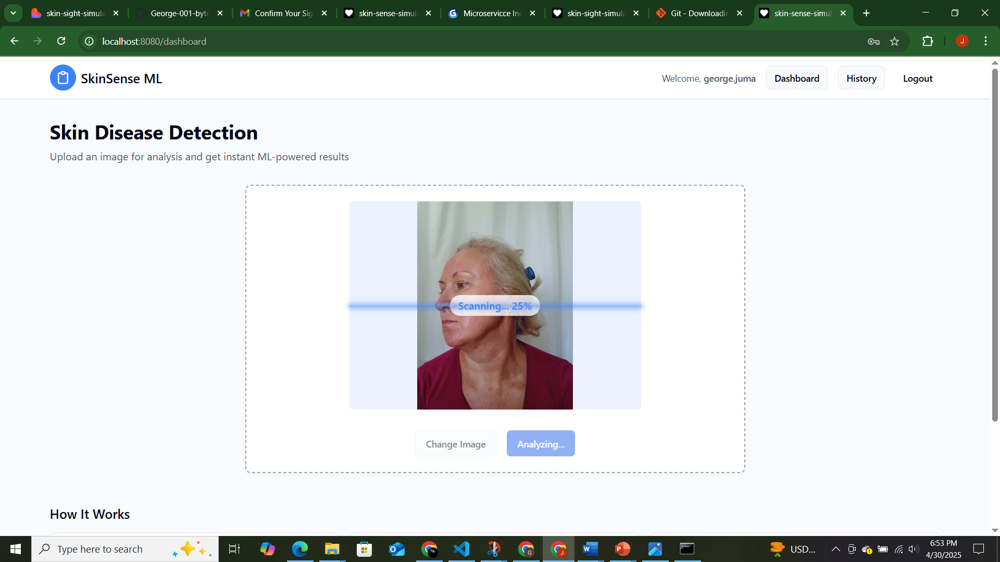 skin-sight-simula
George-001-byte
Confirm Your Sig
skin-sense-simul
Microservicce Inc
skin-sight-simula
Git - Downloadin
skin-sense-simul
localhost:8080/dashboard
J
SkinSense ML
Welcome, george.juma
Dashboard
History
Logout
Skin Disease Detection
Upload an image for analysis and get instant ML-powered results
Scanning... 25%
Change Image
Analyzing...
How It Works
Type here to search
USD...
6:53 PM
4/30/2025